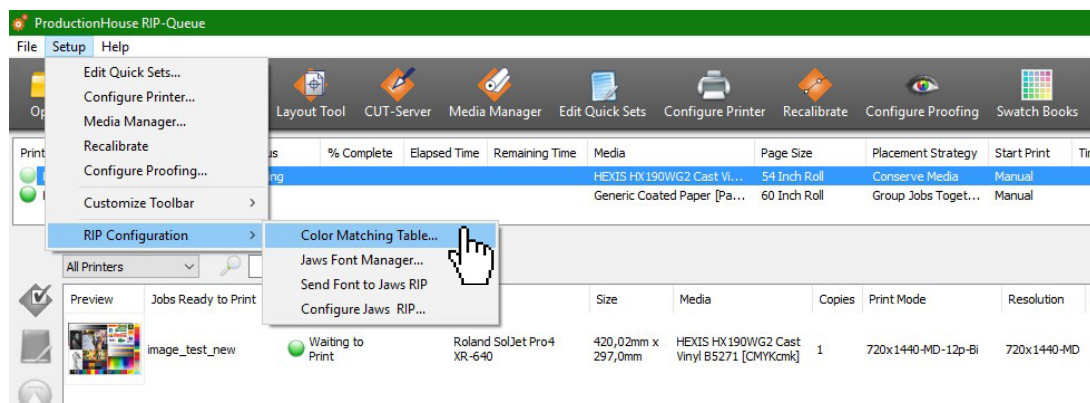 ProductionHouse RIP-Queue
File Setup Help
Edit Quick Sets...
Configure Printer...
Media Manager...
Recalibrate
Configure Proofing...
Customize Toolbar >
RIP Configuration >
Color Matching Table...
Jaws Font Manager...
Send Font to Jaws RIP
Configure Jaws RIP...
Op Layout Tool CUT-Server Media Manager Edit Quick Sets Configure Printer Recalibrate Configure Proofing Swatch Books
Print us % Complete Elapsed Time Remaining Time Media Page Size Placement Strategy Start Print Ti
ng HEXIS HX190WG2 Cast Vi... 54 Inch Roll Conserve Media Manual
Generic Coated Paper [Pa... 60 Inch Roll Group Jobs Toget... Manual
All Printers
Preview Jobs Ready to Print Size Media Copies Print Mode Resolution
image_test_new Waiting to Print Roland SolJet Pro4 XR-640 420,02mm x 297,0mm HEXIS HX190WG2 Cast Vinyl B5271 [CMYKcmk] 1 720x1440-MD-12p-Bi 720x1440-MD